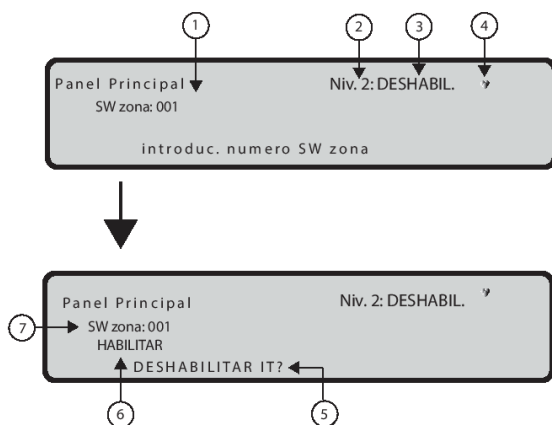 1 2 3 4
Panel Principal Niv. 2: DESHABIL.
SW zona: 001
introduc. numero SW zona
Panel Principal Niv. 2: DESHABIL.
7 SW zona: 001
HABILITAR
DESHABILITAR IT?
6 5